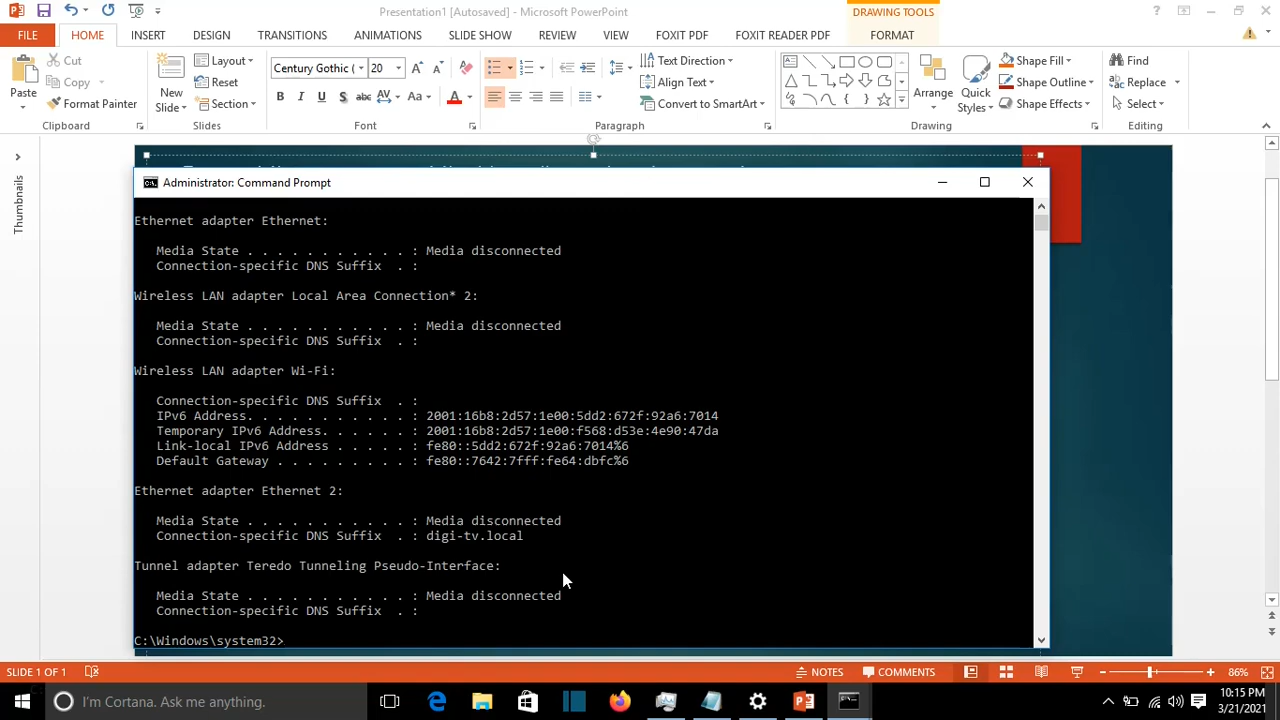 Presentation1 [Autosaved] - Microsoft PowerPoint
DRAWING TOOLS
FILE HOME INSERT DESIGN TRANSITIONS ANIMATIONS SLIDE SHOW REVIEW VIEW FOXIT PDF FOXIT READER PDF FORMAT
Paste
Cut
Copy
Format Painter
Clipboard
New Slide
Layout
Reset
Section
Slides
Century Gothic ( 20
B I U S abc AV Aa A
Font
Text Direction
Align Text
Convert to SmartArt
Paragraph
Arrange
Quick Styles
Shape Fill
Shape Outline
Shape Effects
Drawing
Find
Replace
Select
Editing
Thumbnails
Administrator: Command Prompt
Ethernet adapter Ethernet:
Media State . . . . . . . . . . . : Media disconnected
Connection-specific DNS Suffix  . :
Wireless LAN adapter Local Area Connection* 2:
Media State . . . . . . . . . . . : Media disconnected
Connection-specific DNS Suffix  . :
Wireless LAN adapter Wi-Fi:
Connection-specific DNS Suffix  . :
IPv6 Address. . . . . . . . . . . : 2001:16b8:2d57:1e00:5dd2:672f:92a6:7014
Temporary IPv6 Address. . . . . . : 2001:16b8:2d57:1e00:f568:d53e:4e90:47da
Link-local IPv6 Address . . . . . : fe80::5dd2:672f:92a6:7014%6
Default Gateway . . . . . . . . . : fe80::7642:7fff:fe64:dbfc%6
Ethernet adapter Ethernet 2:
Media State . . . . . . . . . . . : Media disconnected
Connection-specific DNS Suffix  . : digi-tv.local
Tunnel adapter Teredo Tunneling Pseudo-Interface:
Media State . . . . . . . . . . . : Media disconnected
Connection-specific DNS Suffix  . :
C:\Windows\system32>
SLIDE 1 OF 1 NOTES COMMENTS 86%
I'm Cortana. Ask me anything.
10:15 PM
3/21/2021